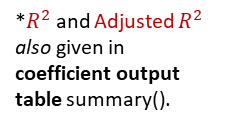 *R² and Adjusted R²
also given in
coefficient output
table summary().